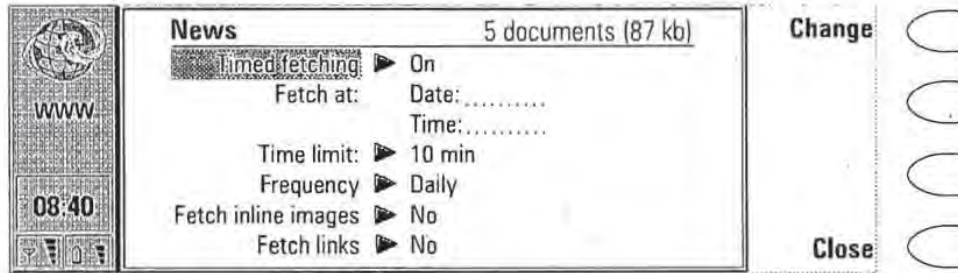 News 5 documents (87 kb) Change
Timed fetching On
Fetch at: Date:..........
WWW Time:..........
Time limit: 10 min
Frequency Daily
08:40
Fetch inline images No
Fetch links No Close